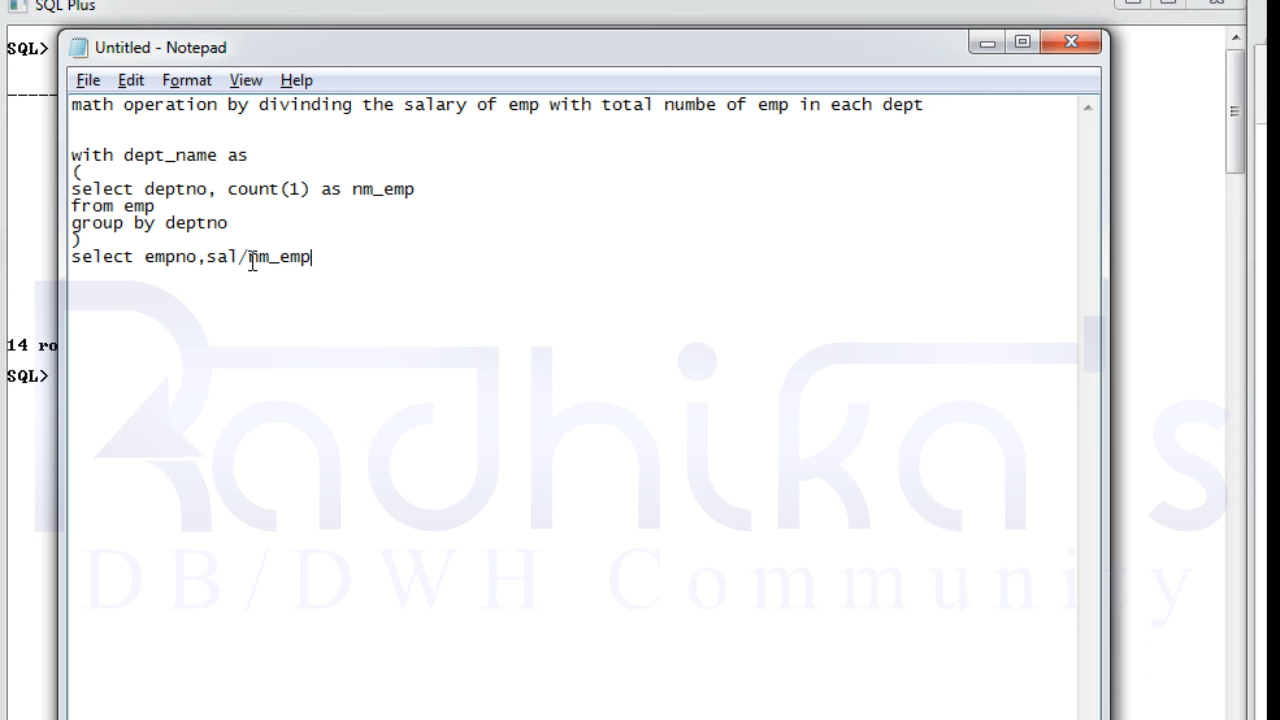 SQL Plus
SQL>
Untitled - Notepad
File Edit Format View Help
math operation by divinding the salary of emp with total numbe of emp in each dept
with dept_name as
(
select deptno, count(1) as nm_emp
from emp
group by deptno
)
select empno,sal/nm_emp
14 ro
SQL>
Radhika's
DB/DWH Community